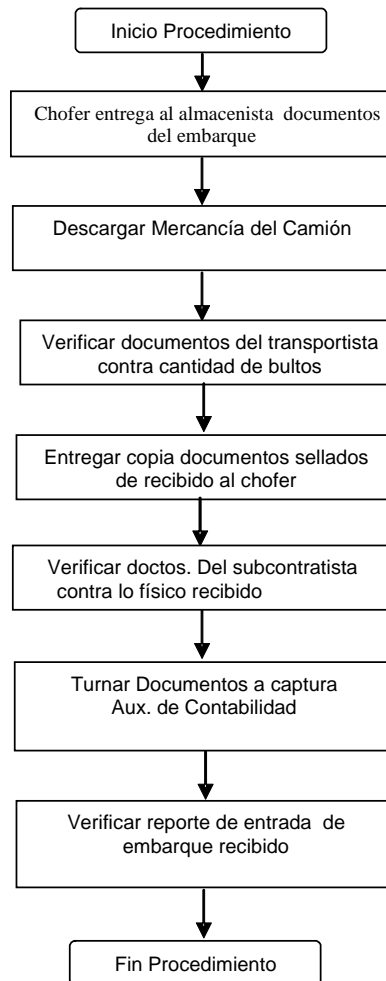 Inicio Procedimiento
Chofer entrega al almacenista documentos
del embarque
Descargar Mercancía del Camión
Verificar documentos del transportista
contra cantidad de bultos
Entregar copia documentos sellados
de recibido al chofer
Verificar doctos. Del subcontratista
contra lo físico recibido
Turnar Documentos a captura
Aux. de Contabilidad
Verificar reporte de entrada de
embarque recibido
Fin Procedimiento